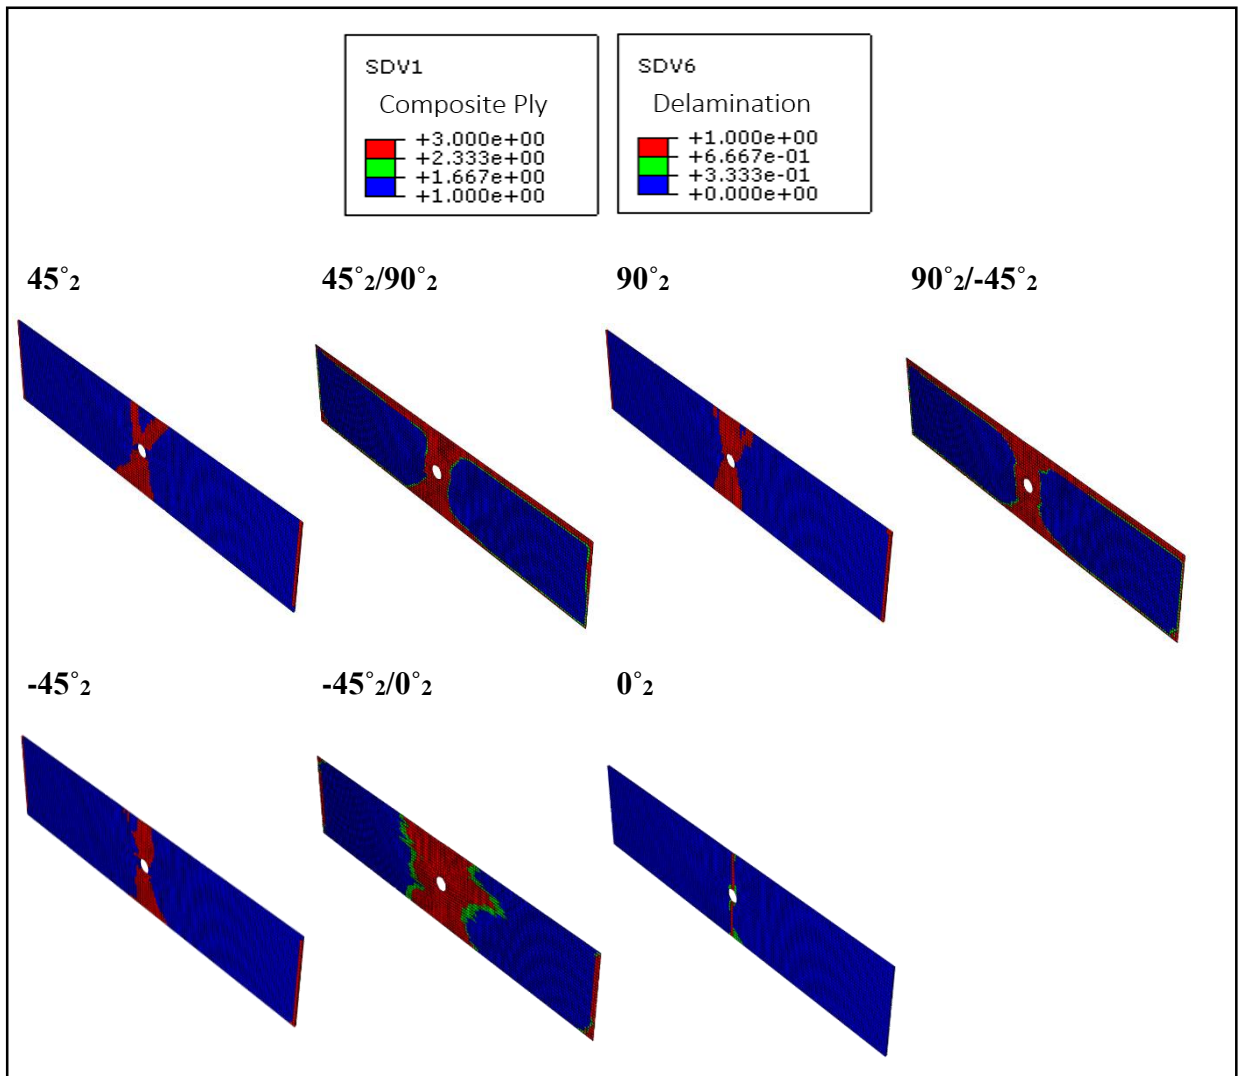 SDV1
Composite Ply
+3.000e+00
+2.333e+00
+1.667e+00
+1.000e+00
SDV6
Delamination
+1.000e+00
+6.667e-01
+3.333e-01
+0.000e+00
45°₂
45°₂/90°₂
90°₂
90°₂/-45°₂
-45°₂
-45°₂/0°₂
0°₂